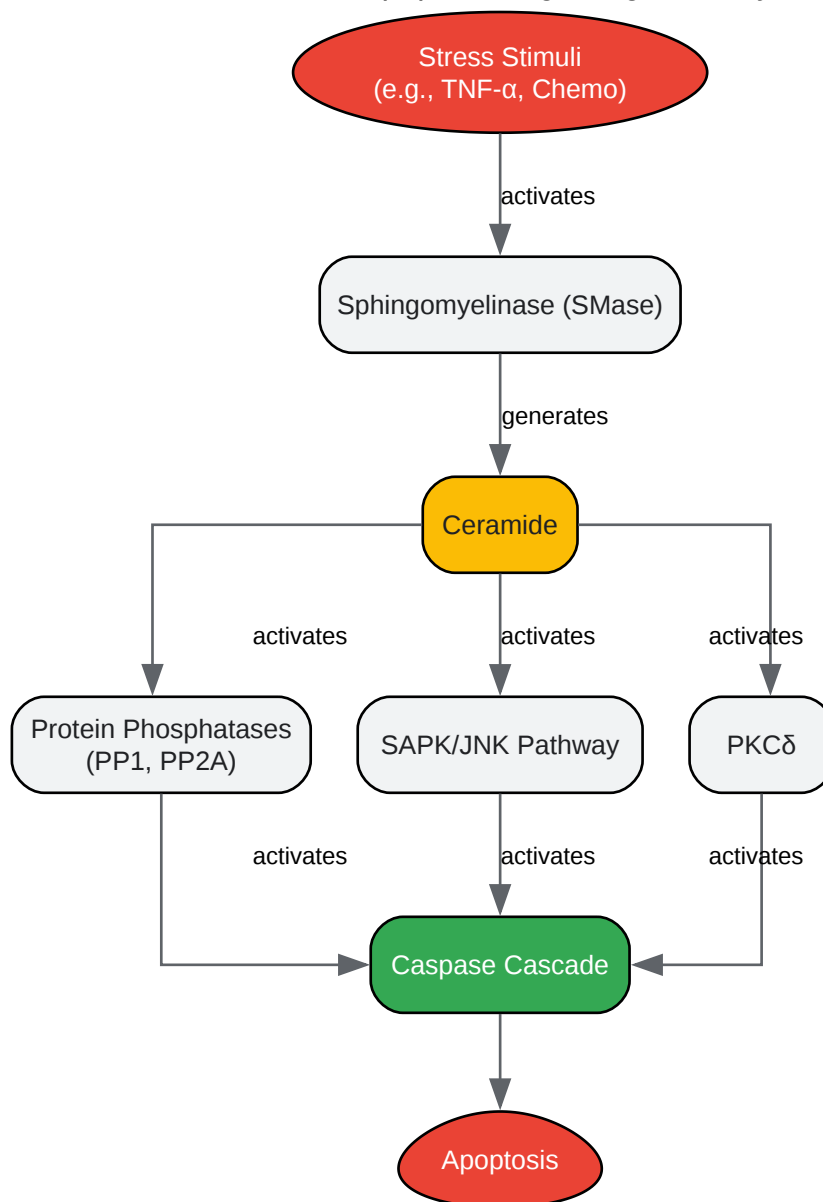 Stress Stimuli
(e.g., TNF-α, Chemo)
activates
Sphingomyelinase (SMase)
generates
Ceramide
activates
activates
activates
Protein Phosphatases
(PP1, PP2A)
SAPK/JNK Pathway
PKCδ
activates
activates
activates
Caspase Cascade
Apoptosis